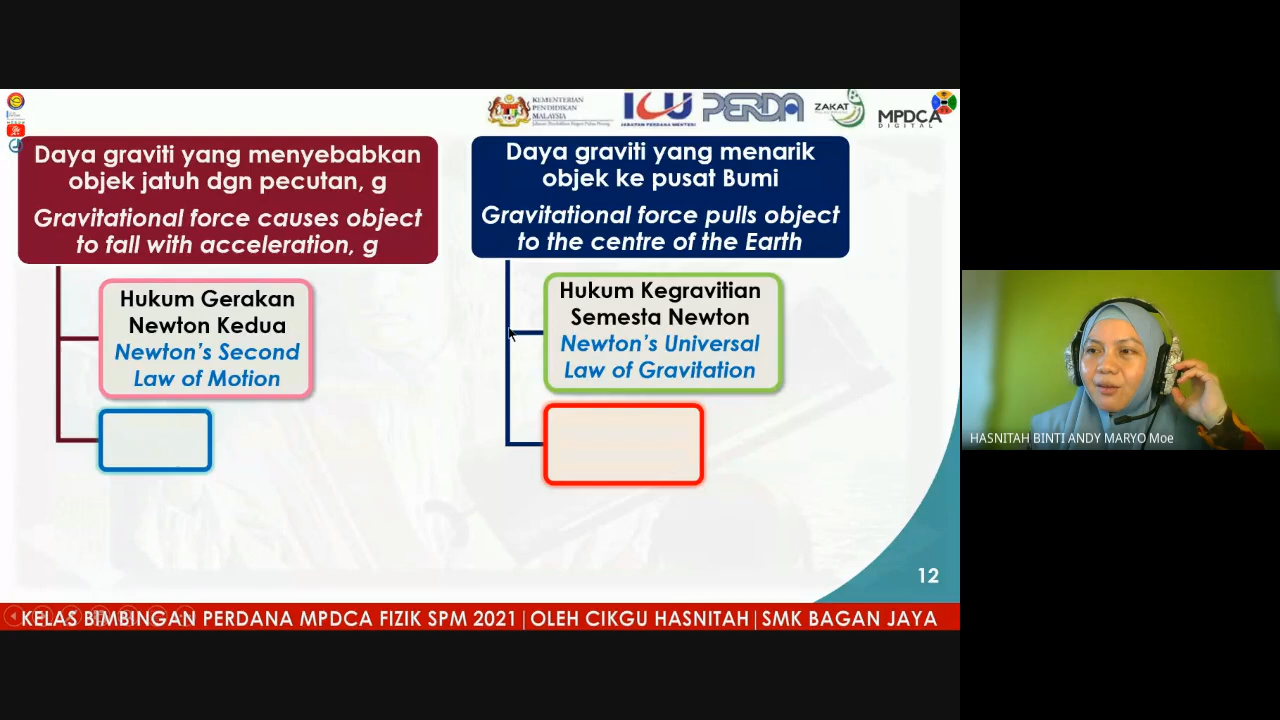 KEMENTERIAN
PENDIDIKAN
MALAYSIA
ICU
JABATAN PERDANA MENTERI
PERDA
ZAKAT
MPDCA
DIGITAL
Daya graviti yang menyebabkan
objek jatuh dgn pecutan, g
Gravitational force causes object
to fall with acceleration, g
Hukum Gerakan
Newton Kedua
Newton's Second
Law of Motion
Daya graviti yang menarik
objek ke pusat Bumi
Gravitational force pulls object
to the centre of the Earth
Hukum Kegravitian
Semesta Newton
Newton's Universal
Law of Gravitation
12
KELAS BIMBINGAN PERDANA MPDCA FIZIK SPM 2021|OLEH CIKGU HASNITAH|SMK BAGAN JAYA
HASNITAH BINTI ANDY MARYO Moe